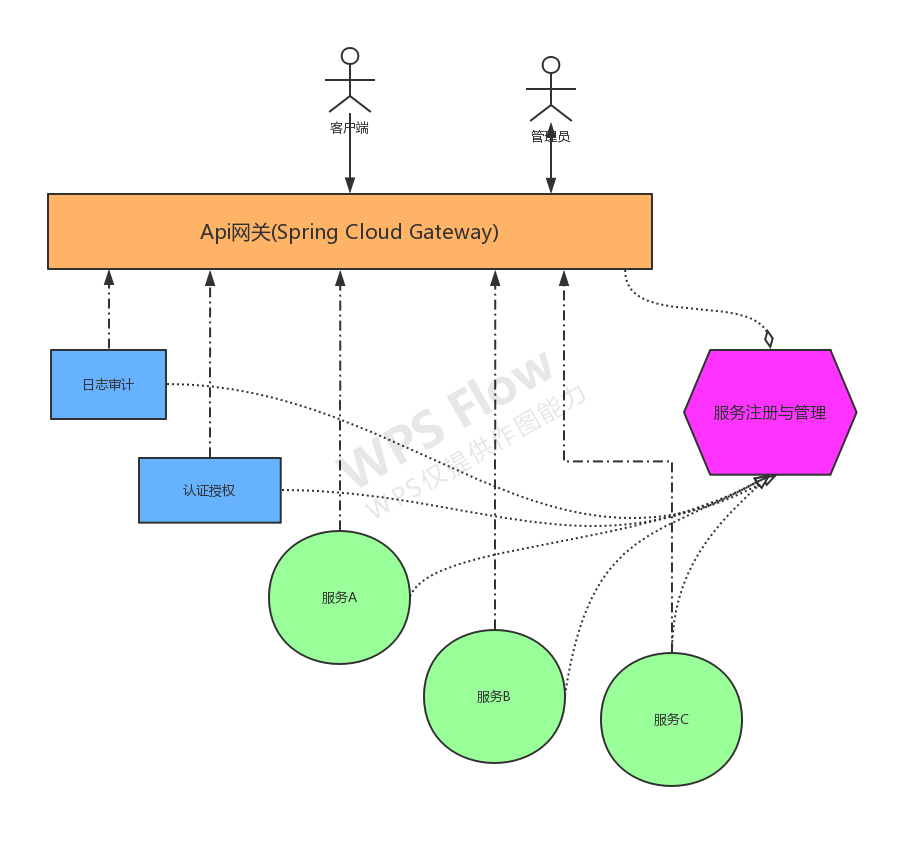 客户端
管理员
Api网关(Spring Cloud Gateway)
日志审计
服务注册与管理
WPS Flow
WPS仅提供作图能力
认证授权
服务A
服务B
服务C